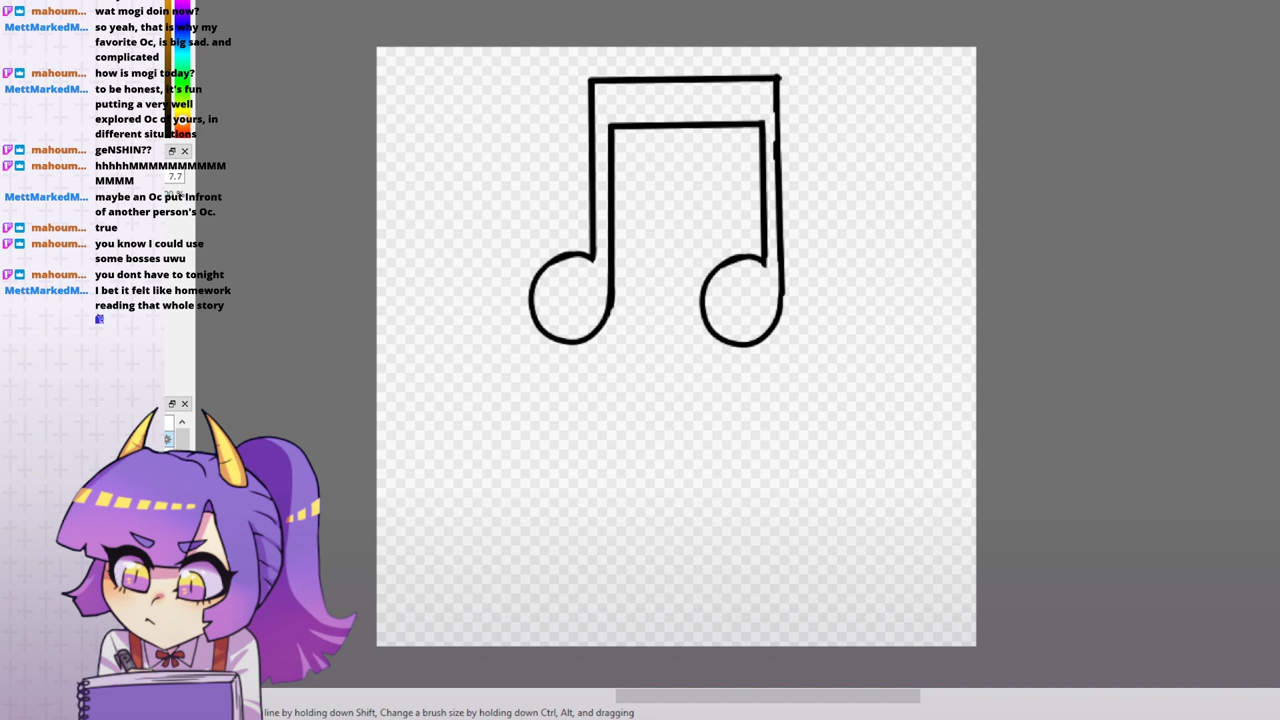 mahoum... wat mogi doin now?
MettMarkedM... so yeah, that is why my
favorite Oc, is big sad. and
complicated
mahoum... how is mogi today?
MettMarkedM... to be honest, it's fun
putting a very well
explored Oc of yours, in
different situations
mahoum... geNSHIN??
mahoum... hhhhhMMMMMMMMMM
MMMM
MettMarkedM... maybe an Oc put Infront
of another person's Oc.
mahoum... true
mahoum... you know I could use
some bosses uwu
mahoum... you dont have to tonight
MettMarkedM... I bet it felt like homework
reading that whole story
7.7
line by holding down Shift, Change a brush size by holding down Ctrl, Alt, and dragging